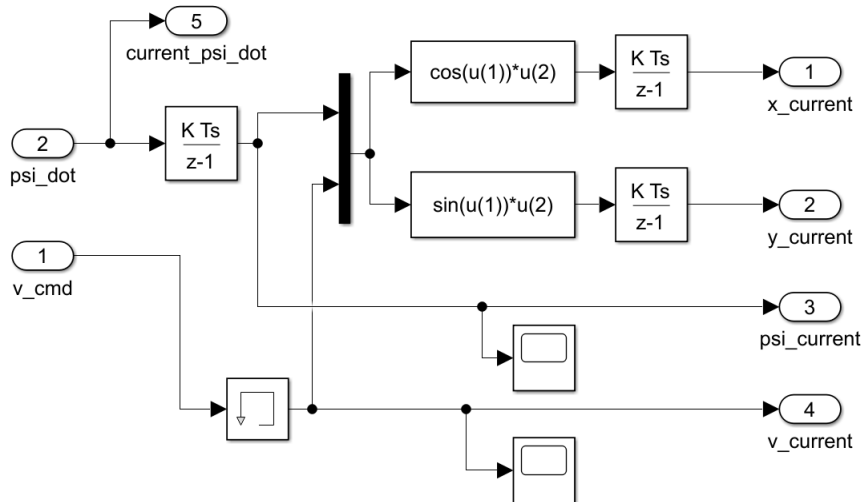 5
current_psi_dot
cos(u(1))*u(2)
K Ts
z-1
1
x_current
2
psi_dot
K Ts
z-1
sin(u(1))*u(2)
K Ts
z-1
2
y_current
1
v_cmd
3
psi_current
4
v_current